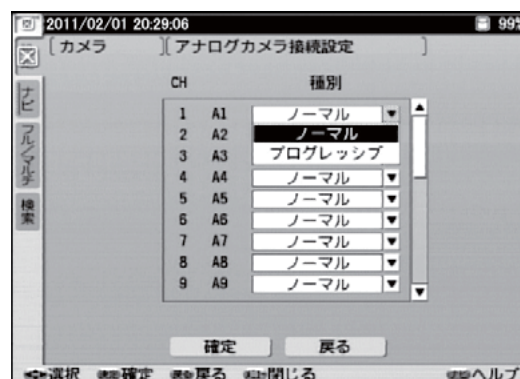 2011/02/01 20:29:06 99%
[カメラ ][アナログカメラ接続設定 ]
CH 種別
1 A1 ノーマル
2 A2 ノーマル
3 A3 プログレッシブ
4 A4 ノーマル
5 A5 ノーマル
6 A6 ノーマル
7 A7 ノーマル
8 A8 ノーマル
9 A9 ノーマル
ナビ
フル/マルチ
検索
確定 戻る
選択 確定 戻る 閉じる ヘルプ